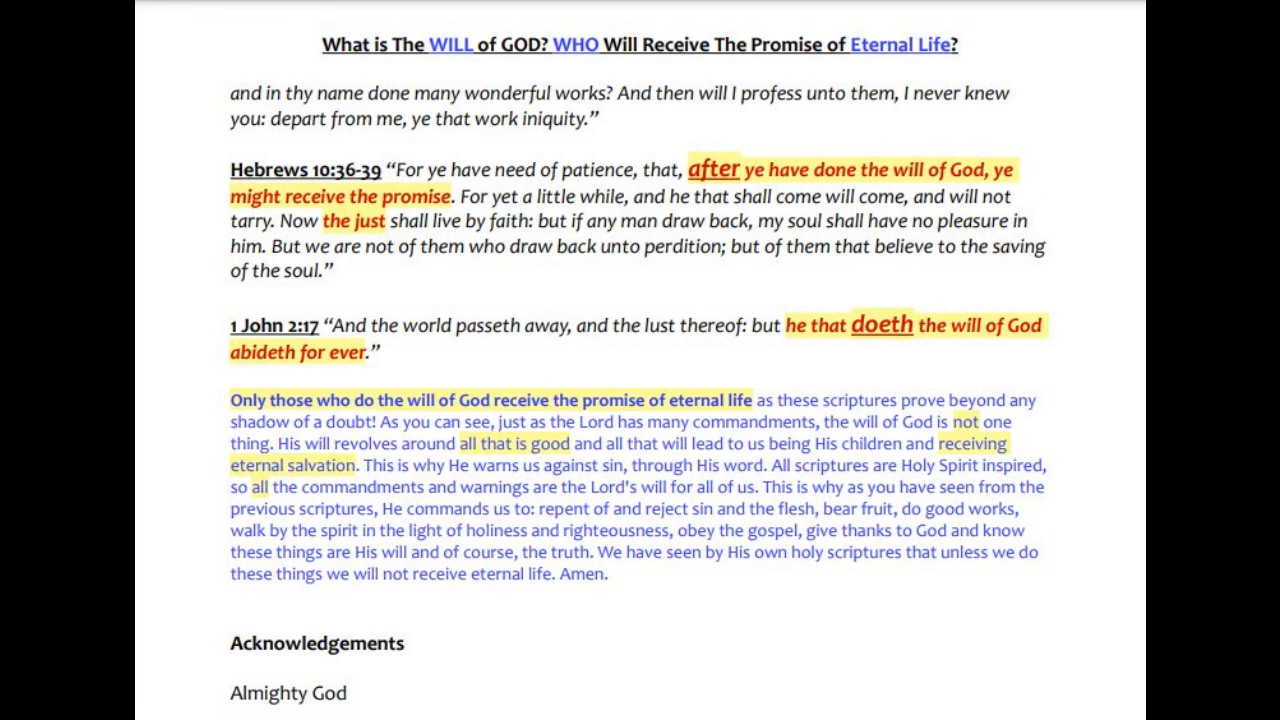 What is The WILL of GOD? WHO Will Receive The Promise of Eternal Life?
and in thy name done many wonderful works? And then will I profess unto them, I never knew
you: depart from me, ye that work iniquity.”
Hebrews 10:36-39 “For ye have need of patience, that, after ye have done the will of God, ye
might receive the promise. For yet a little while, and he that shall come will come, and will not
tarry. Now the just shall live by faith: but if any man draw back, my soul shall have no pleasure in
him. But we are not of them who draw back unto perdition; but of them that believe to the saving
of the soul.”
1 John 2:17 “And the world passeth away, and the lust thereof: but he that doeth the will of God
abideth for ever.”
Only those who do the will of God receive the promise of eternal life as these scriptures prove beyond any
shadow of a doubt! As you can see, just as the Lord has many commandments, the will of God is not one
thing. His will revolves around all that is good and all that will lead to us being His children and receiving
eternal salvation. This is why He warns us against sin, through His word. All scriptures are Holy Spirit inspired,
so all the commandments and warnings are the Lord's will for all of us. This is why as you have seen from the
previous scriptures, He commands us to: repent of and reject sin and the flesh, bear fruit, do good works,
walk by the spirit in the light of holiness and righteousness, obey the gospel, give thanks to God and know
these things are His will and of course, the truth. We have seen by His own holy scriptures that unless we do
these things we will not receive eternal life. Amen.
Acknowledgements
Almighty God